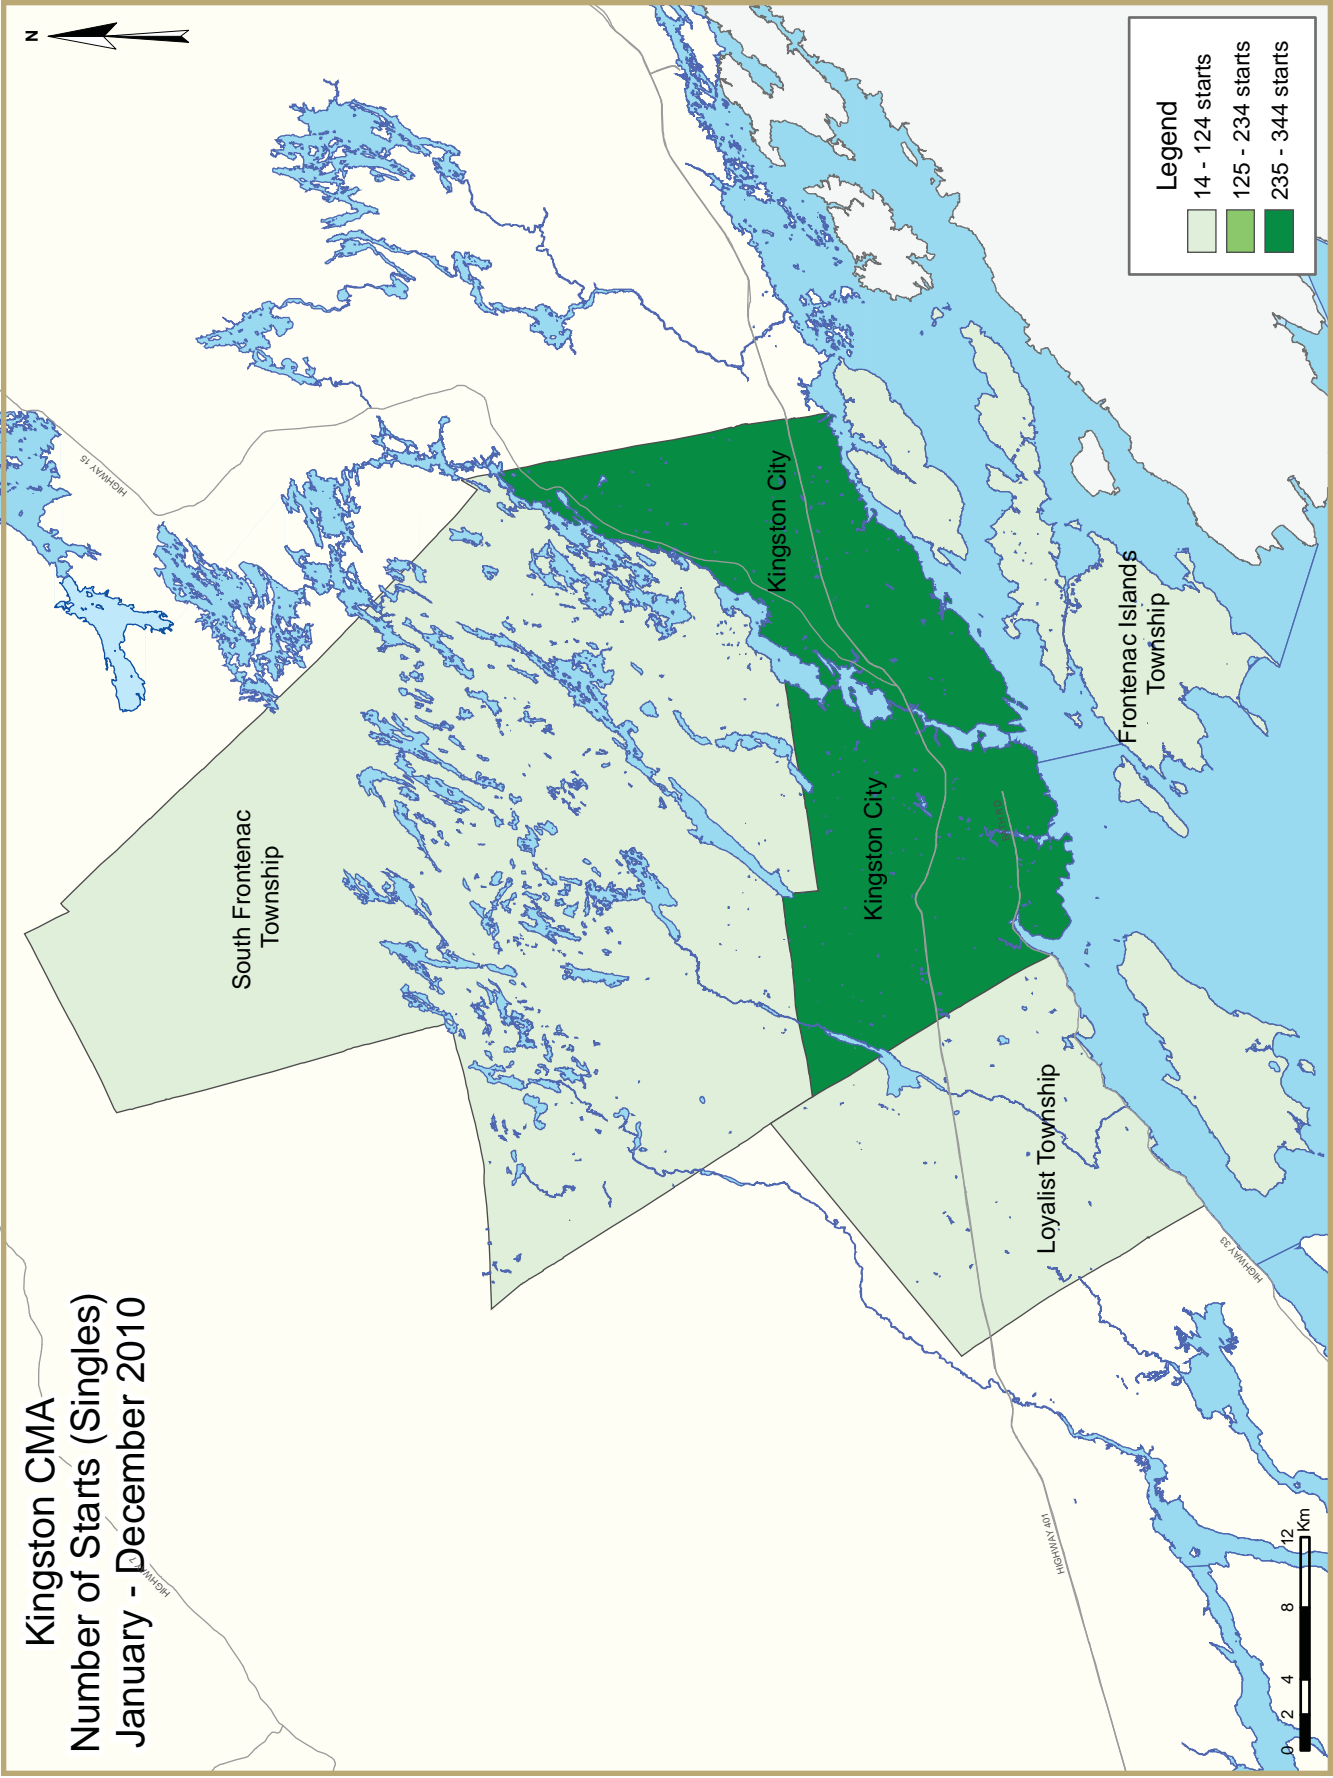 Kingston CMA
Number of Starts (Singles)
January - December 2010
N
HIGHWAY 7
HIGHWAY 15
South Frontenac
Township
Kingston City
Kingston City
Loyalist Township
Frontenac Islands
Township
HIGHWAY 33
HIGHWAY 401
Legend
14 - 124 starts
125 - 234 starts
235 - 344 starts
0 2 4 8 12
Km